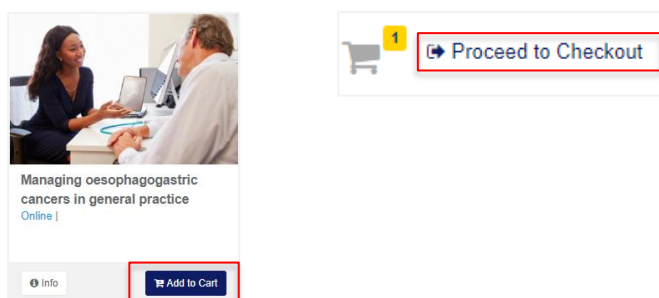 1
Proceed to Checkout
Managing oesophagogastric
cancers in general practice
Online |
Info
Add to Cart